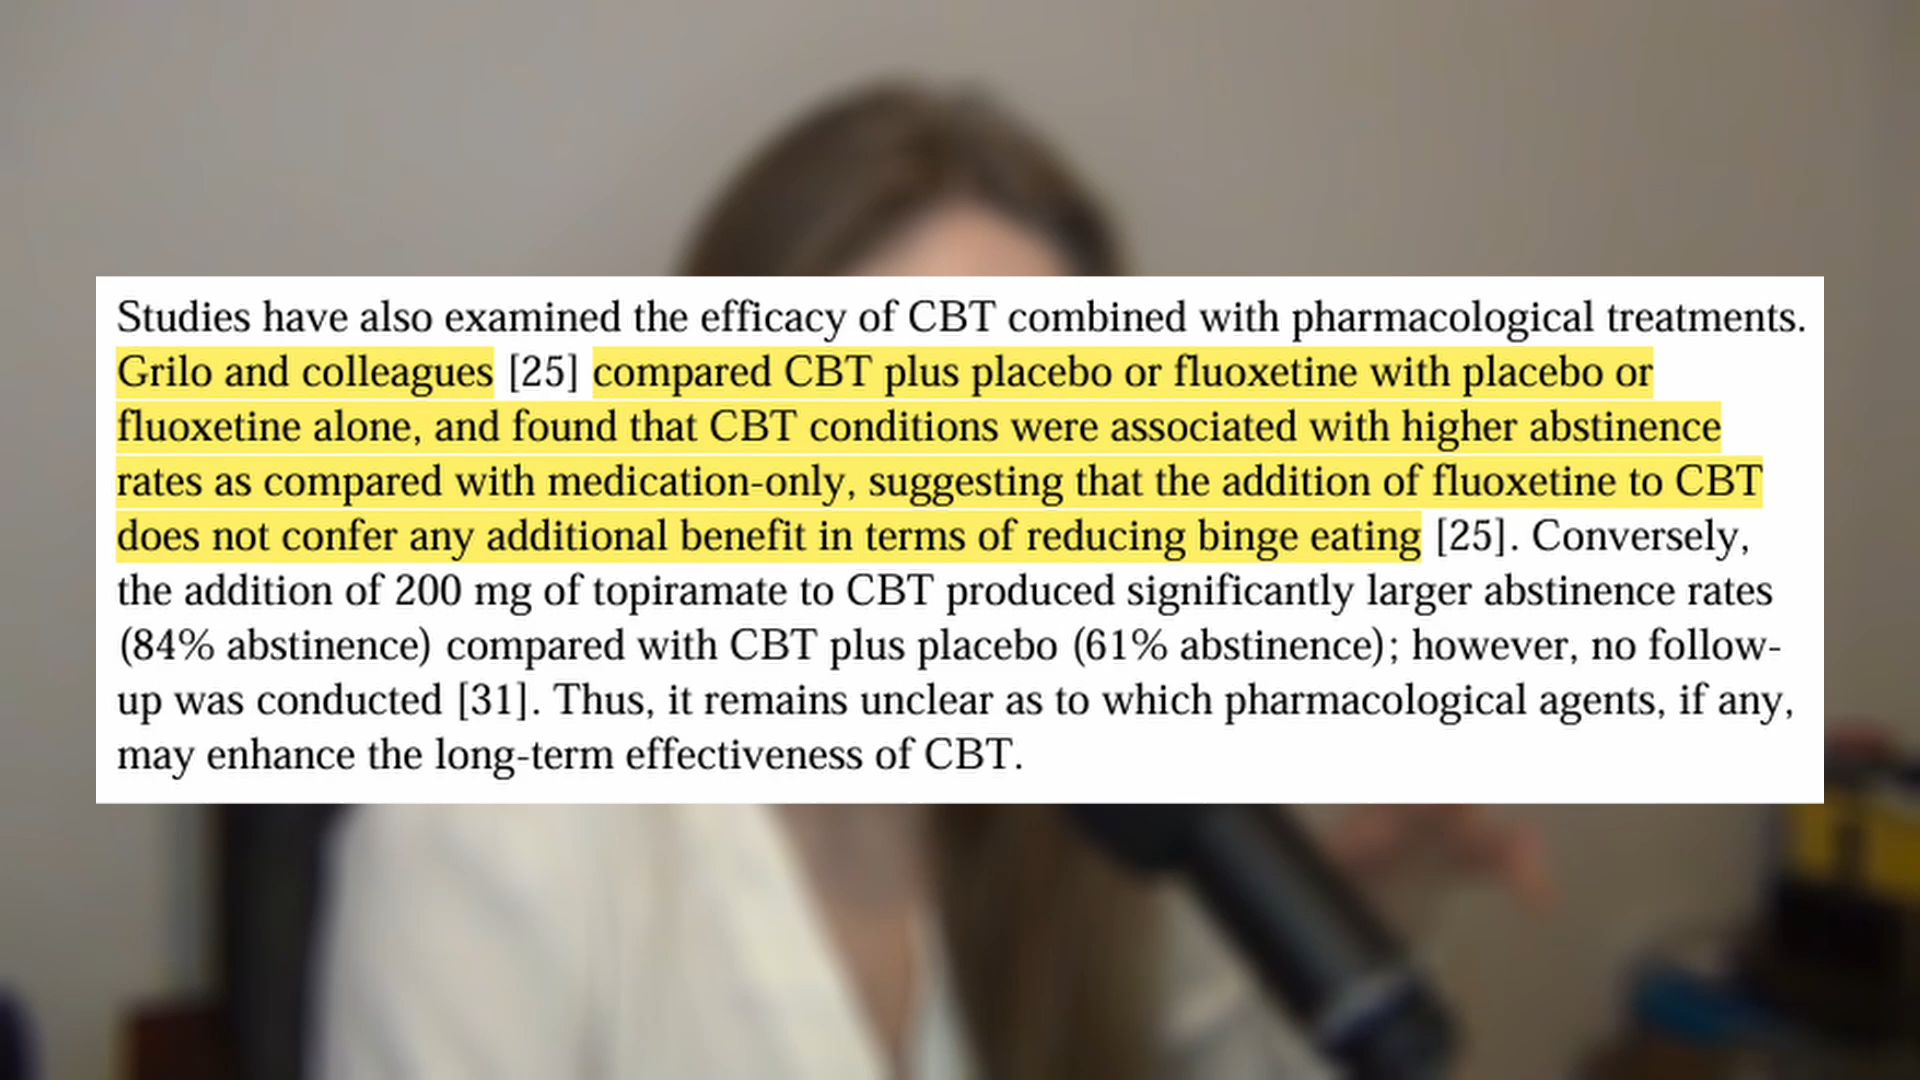 Studies have also examined the efficacy of CBT combined with pharmacological treatments.
Grilo and colleagues [25] compared CBT plus placebo or fluoxetine with placebo or
fluoxetine alone, and found that CBT conditions were associated with higher abstinence
rates as compared with medication-only, suggesting that the addition of fluoxetine to CBT
does not confer any additional benefit in terms of reducing binge eating [25]. Conversely,
the addition of 200 mg of topiramate to CBT produced significantly larger abstinence rates
(84% abstinence) compared with CBT plus placebo (61% abstinence); however, no follow-
up was conducted [31]. Thus, it remains unclear as to which pharmacological agents, if any,
may enhance the long-term effectiveness of CBT.